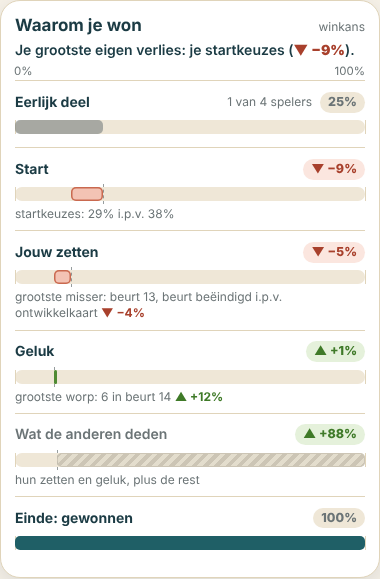 Waarom je won
winkans
Je grootste eigen verlies: je startkeuzes (▼ −9%).
0%
100%
Eerlijk deel
1 van 4 spelers
25%
Start
▼ −9%
startkeuzes: 29% i.p.v. 38%
Jouw zetten
▼ −5%
grootste misser: beurt 13, beurt beëindigd i.p.v.
ontwikkelkaart ▼ −4%
Geluk
▲ +1%
grootste worp: 6 in beurt 14 ▲ +12%
Wat de anderen deden
▲ +88%
hun zetten en geluk, plus de rest
Einde: gewonnen
100%